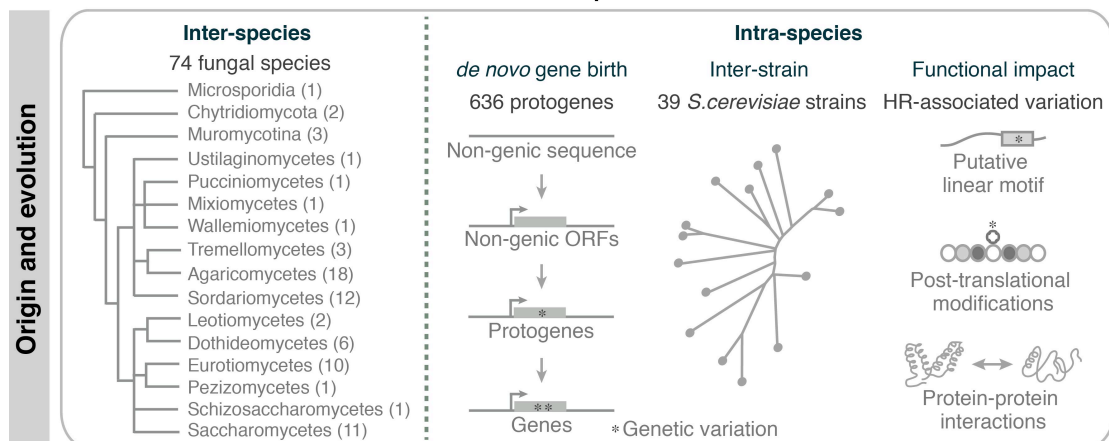 Origin and evolution
Inter-species
74 fungal species
Microsporidia (1)
Chytridiomycota (2)
Muromycotina (3)
Ustilaginomycetes (1)
Pucciniomycetes (1)
Mixiomycetes (1)
Wallemiomycetes (1)
Tremellomycetes (3)
Agaricomycetes (18)
Sordariomycetes (12)
Leotiomycetes (2)
Dothideomycetes (6)
Eurotiomycetes (10)
Pezizomycetes (1)
Schizosaccharomycetes (1)
Saccharomycetes (11)
Intra-species
de novo gene birth
636 protogenes
Non-genic sequence
Non-genic ORFs
*
Protogenes
**
Genes
Inter-strain
39 S.cerevisiae strains
*Genetic variation
Functional impact
HR-associated variation
*
Putative
linear motif
*
Post-translational
modifications
Protein-protein
interactions